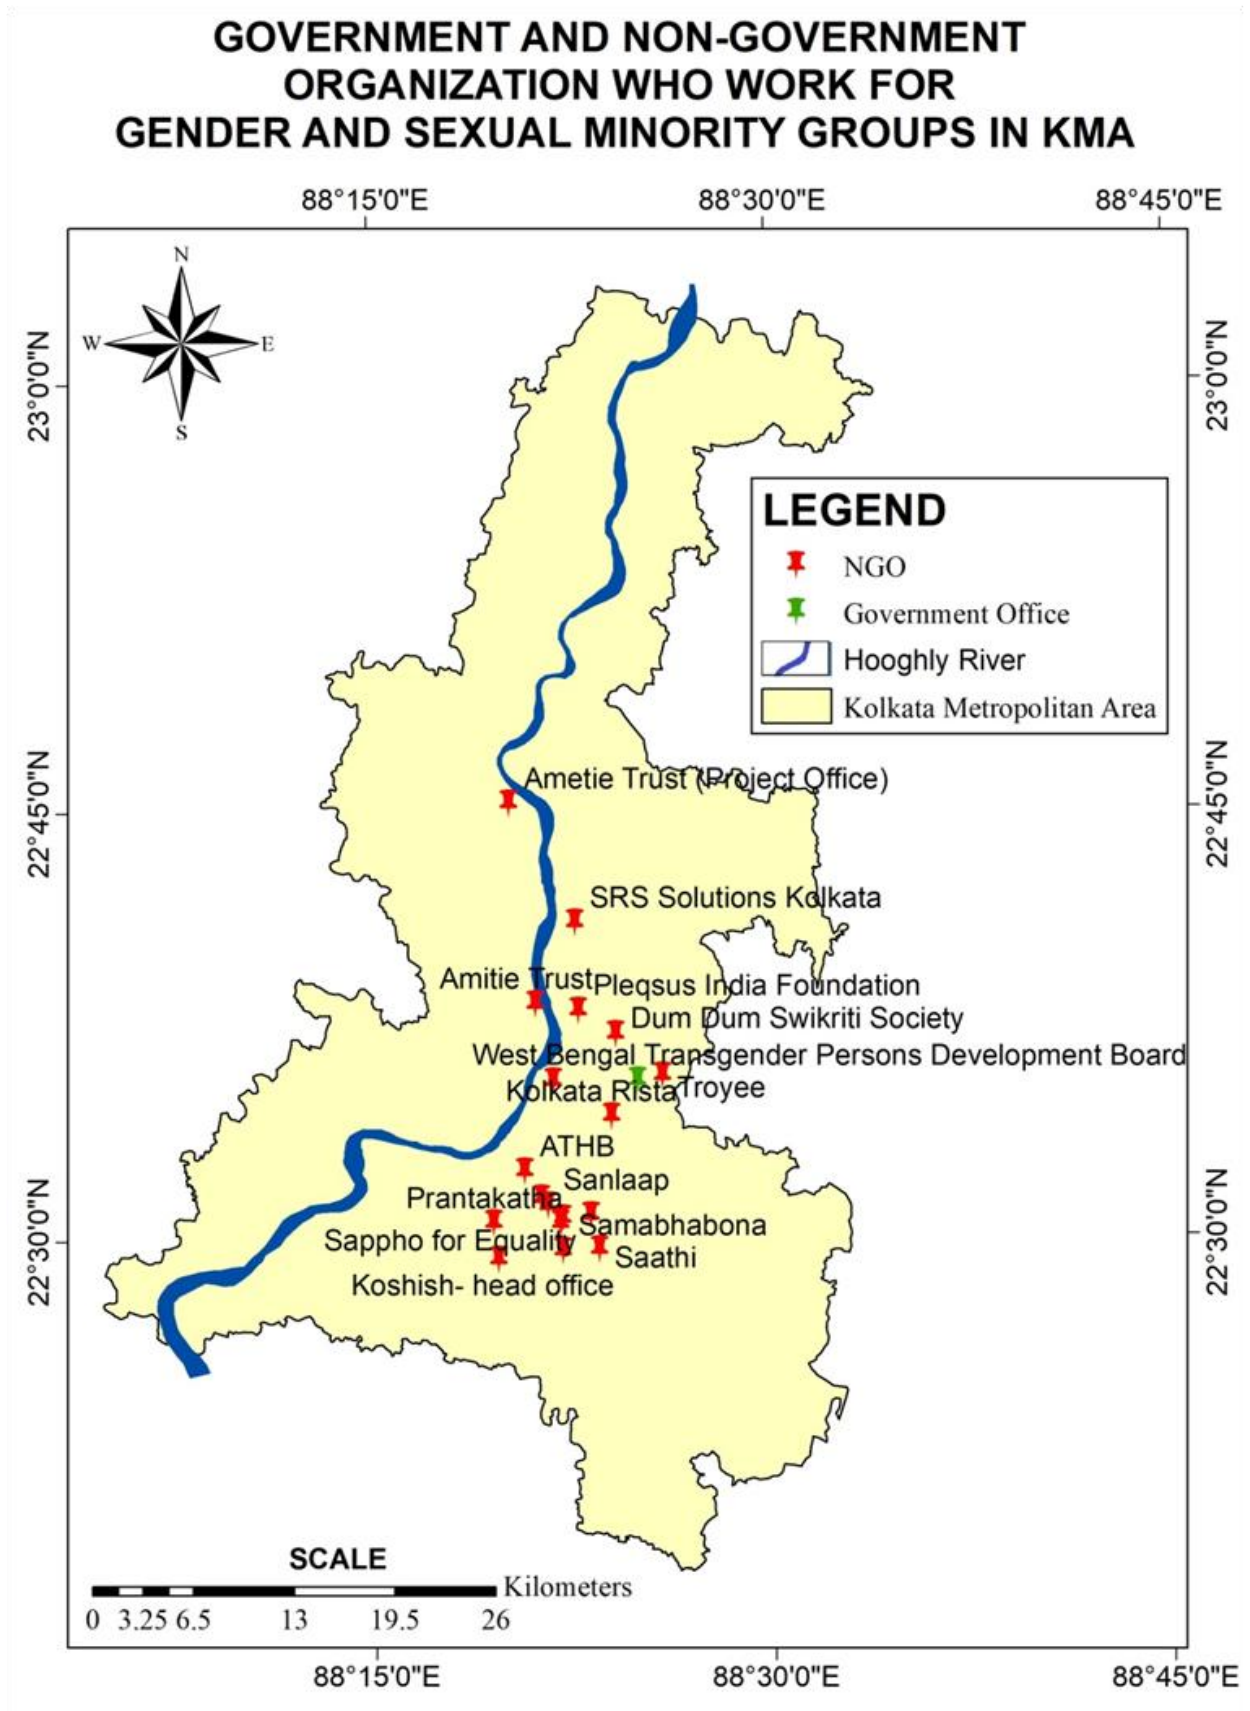 GOVERNMENT AND NON-GOVERNMENT
ORGANIZATION WHO WORK FOR
GENDER AND SEXUAL MINORITY GROUPS IN KMA
88°15'0"E
88°30'0"E
88°45'0"E
N
W
E
S
23°0'0"N
23°0'0"N
LEGEND
NGO
Government Office
Hooghly River
Kolkata Metropolitan Area
22°45'0"N
22°45'0"N
Ametie Trust (Project Office)
SRS Solutions Kolkata
Amitie Trust
Pleqsus India Foundation
Dum Dum Swikriti Society
West Bengal Transgender Persons Development Board
Kolkata Rista
Troyee
ATHB
Sanlaap
Prantakatha
Samabhabona
Sappho for Equality
Saathi
Koshish- head office
22°30'0"N
22°30'0"N
SCALE
Kilometers
0 3.25 6.5 13 19.5 26
88°15'0"E
88°30'0"E
88°45'0"E